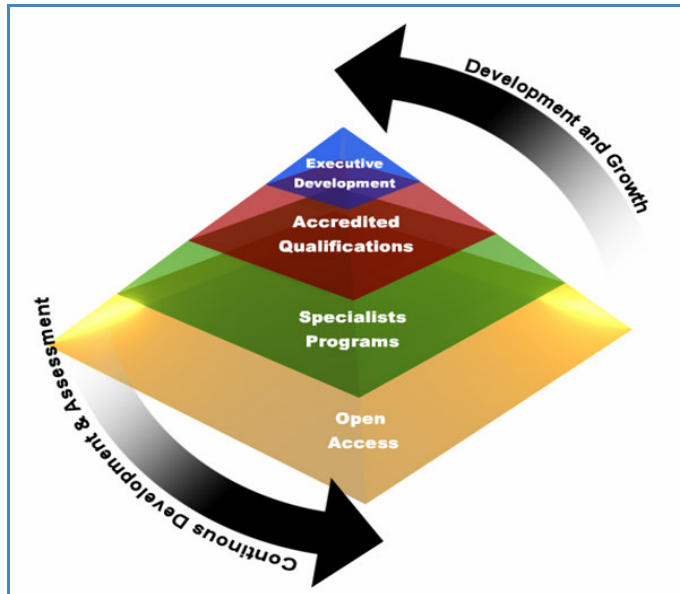 Development and Growth
Executive
Development
Accredited
Qualifications
Specialists
Programs
Open
Access
Continous Development & Assessment